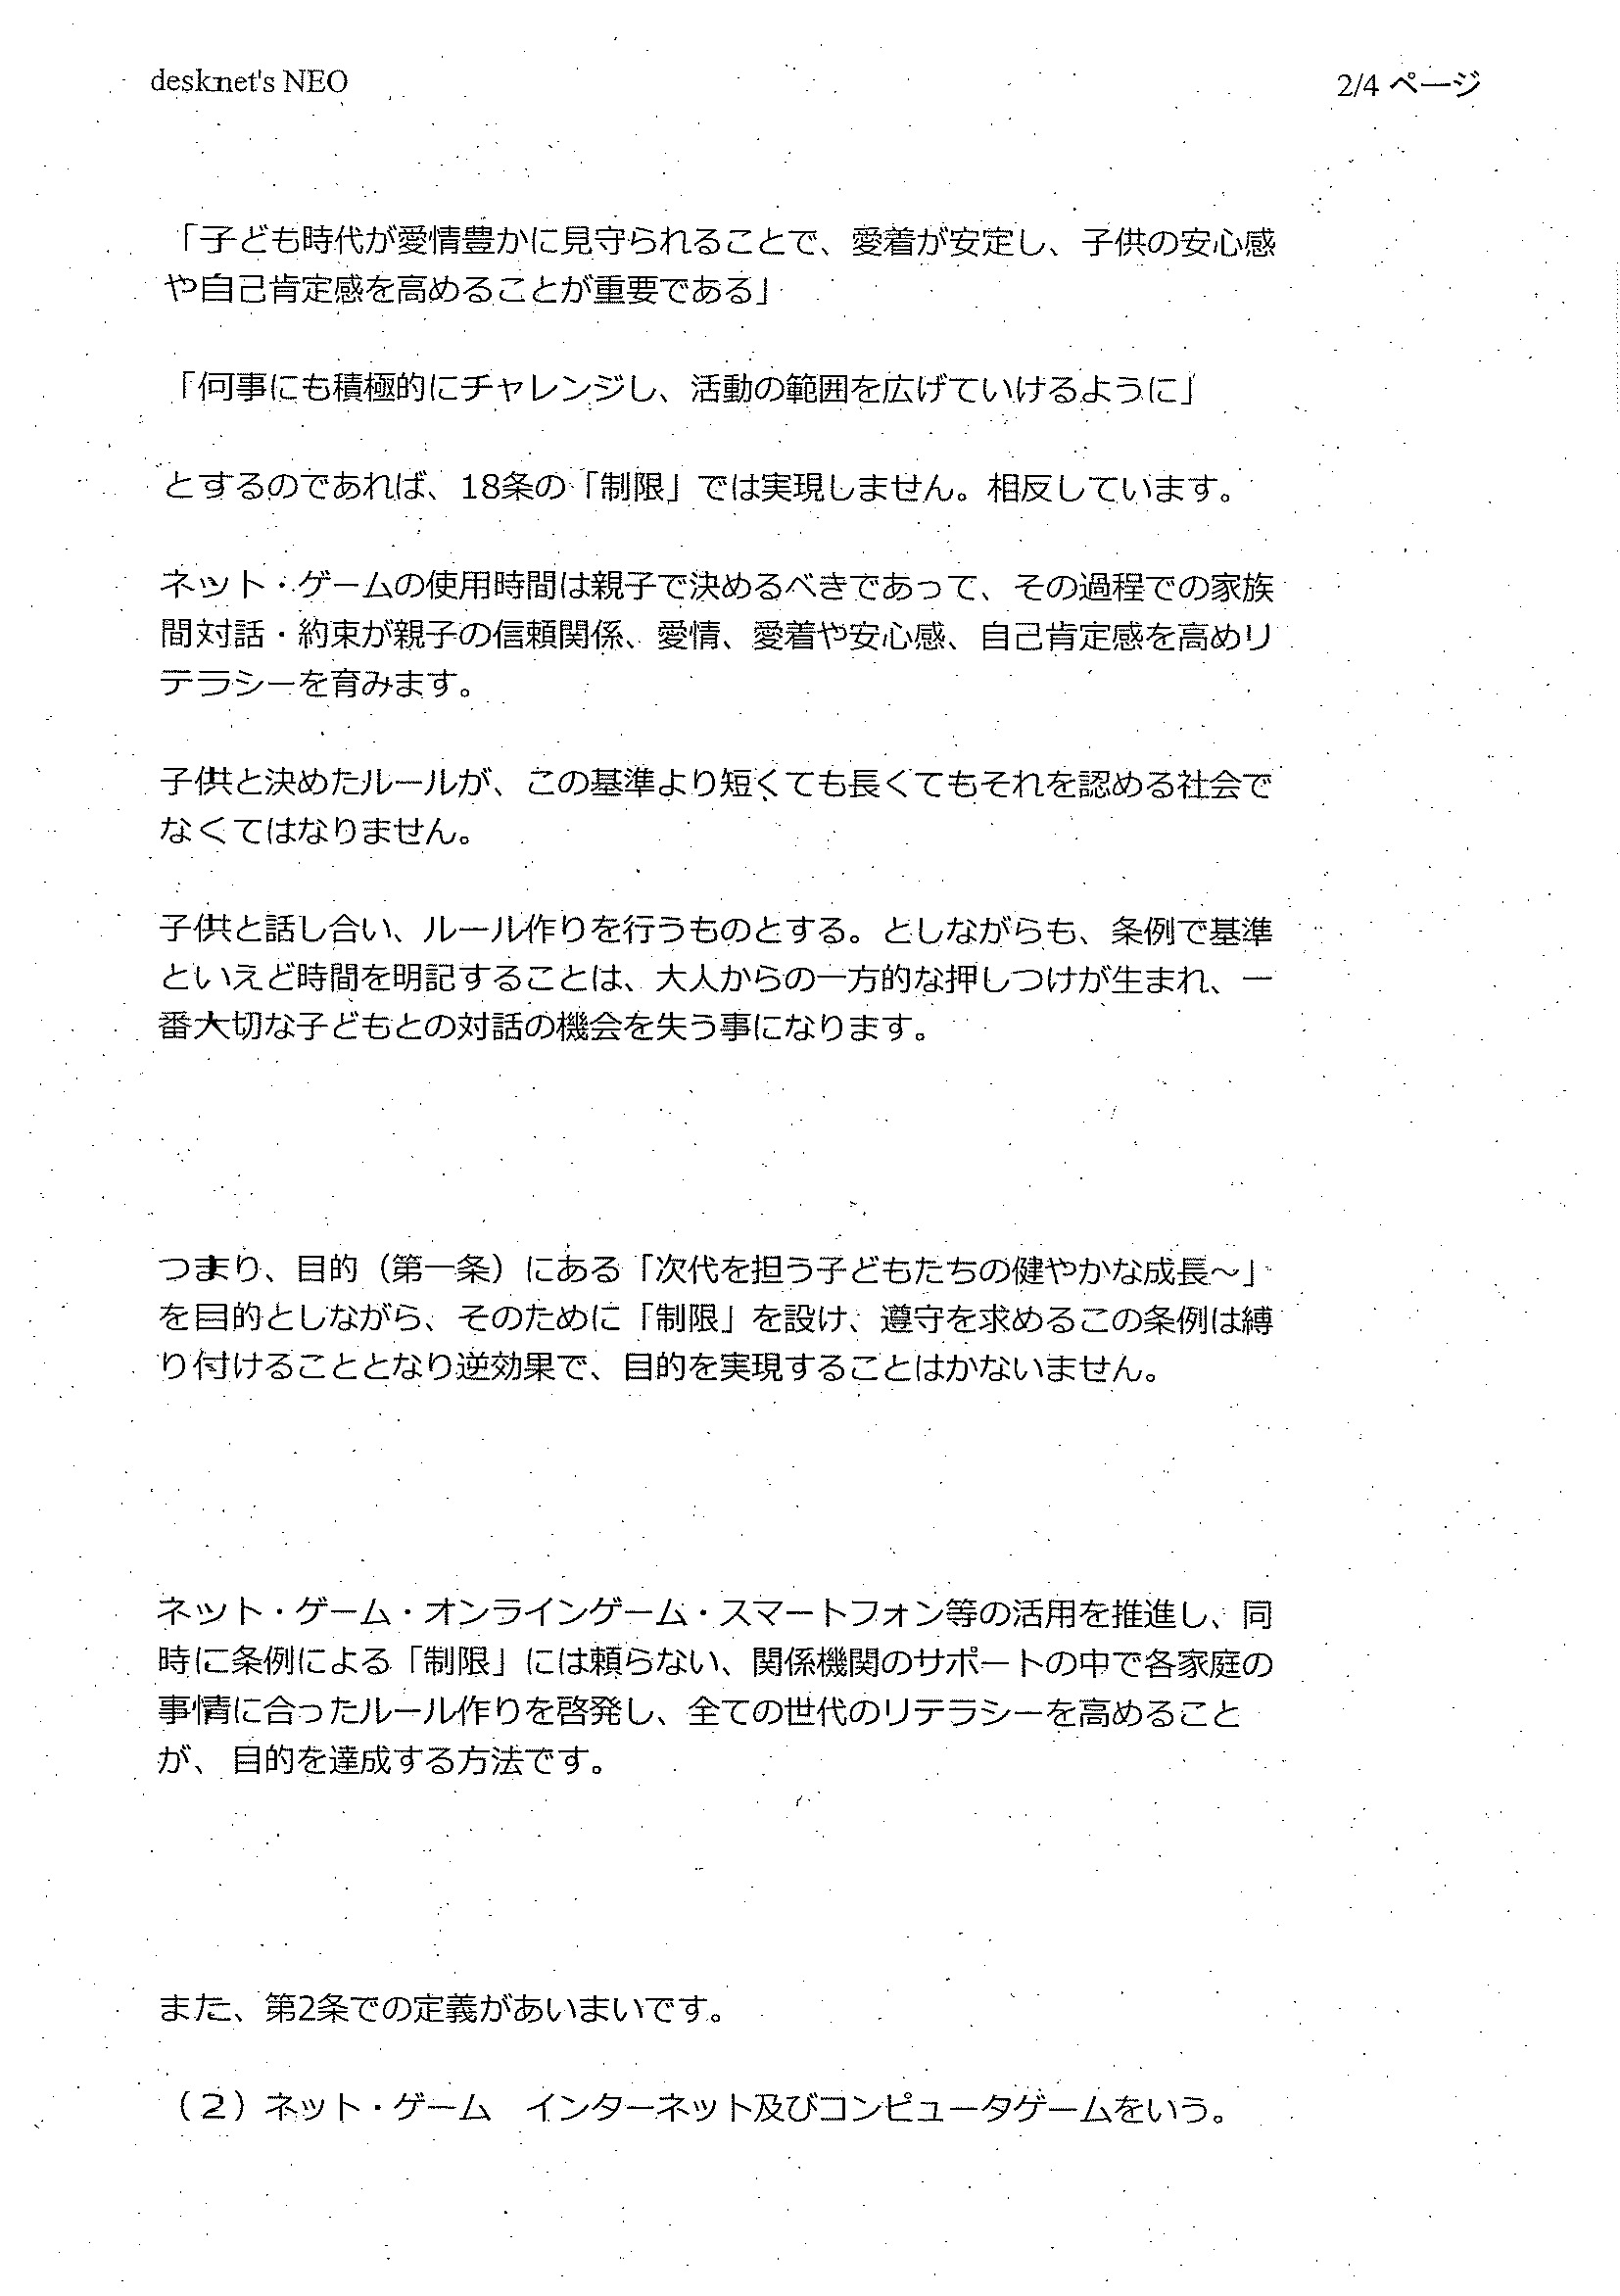 desknet's NEO
2/4 ページ
「子ども時代が愛情豊かに見守られることで、愛着が安定し、子供の安心感
や自己肯定感を高めることが重要である」
「何事にも積極的にチャレンジし、活動の範囲を広げていけるように」
とするのであれば、18条の「制限」では実現しません。相反しています。
ネット・ゲームの使用時間は親子で決めるべきであって、その過程での家族
間対話・約束が親子の信頼関係、愛情、愛着や安心感、自己肯定感を高めリ
テラシーを育みます。
子供と決めたルールが、この基準より短くても長くてもそれを認める社会で
なくてはなりません。
子供と話し合い、ルール作りを行うものとする。としながらも、条例で基準
といえど時間を明記することは、大人からの一方的な押しつけが生まれ、一
番大切な子どもとの対話の機会を失う事になります。
つまり、目的（第一条）にある「次代を担う子どもたちの健やかな成長～」
を目的としながら、そのために「制限」を設け、遵守を求めるこの条例は縛
り付けることとなり逆効果で、目的を実現することはかないません。
ネット・ゲーム・オンラインゲーム・スマートフォン等の活用を推進し、同
時に条例による「制限」には頼らない、関係機関のサポートの中で各家庭の
事情に合ったルール作りを啓発し、全ての世代のリテラシーを高めること
が、目的を達成する方法です。
また、第2条での定義があいまいです。
（２）ネット・ゲーム　インターネット及びコンピュータゲームをいう。